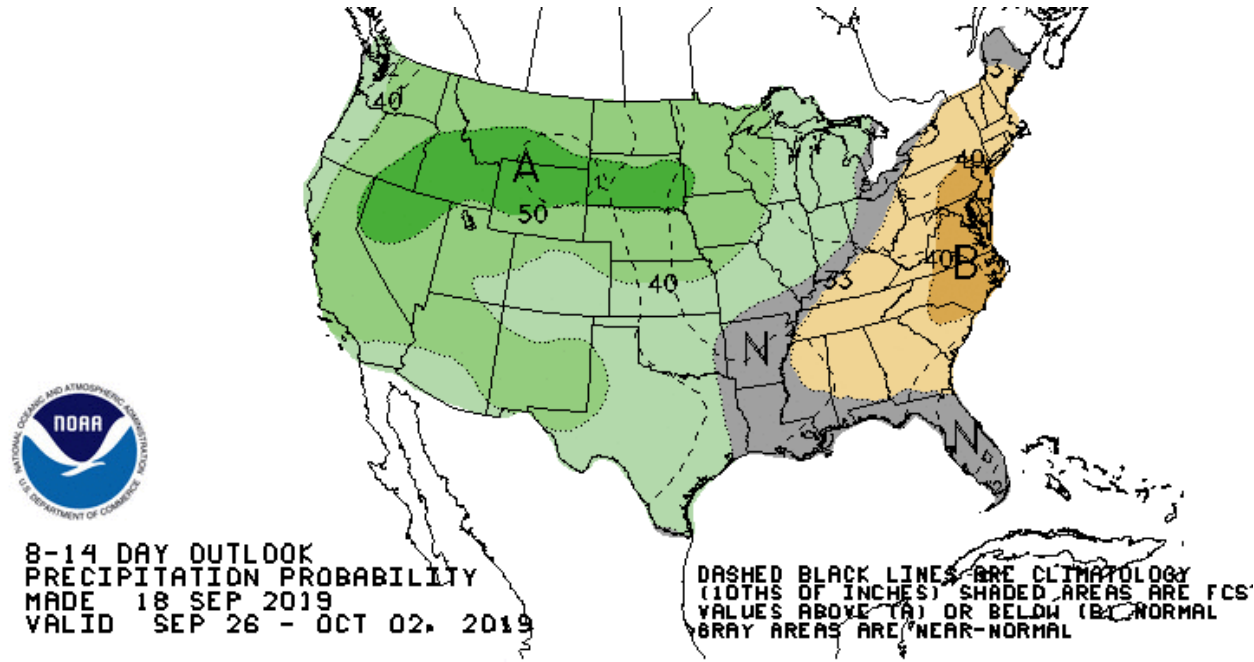 3
40
40
A
50
40
B
33
40
N
N
NATIONAL OCEANIC AND ATMOSPHERIC ADMINISTRATION
NOAA
U.S. DEPARTMENT OF COMMERCE
8-14 DAY OUTLOOK
PRECIPITATION PROBABILITY
MADE 18 SEP 2019
VALID SEP 26 - OCT 02, 2019
DASHED BLACK LINES ARE CLIMATOLOGY
(10THS OF INCHES) SHADED AREAS ARE FCST
VALUES ABOVE (A) OR BELOW (B) NORMAL
GRAY AREAS ARE NEAR-NORMAL